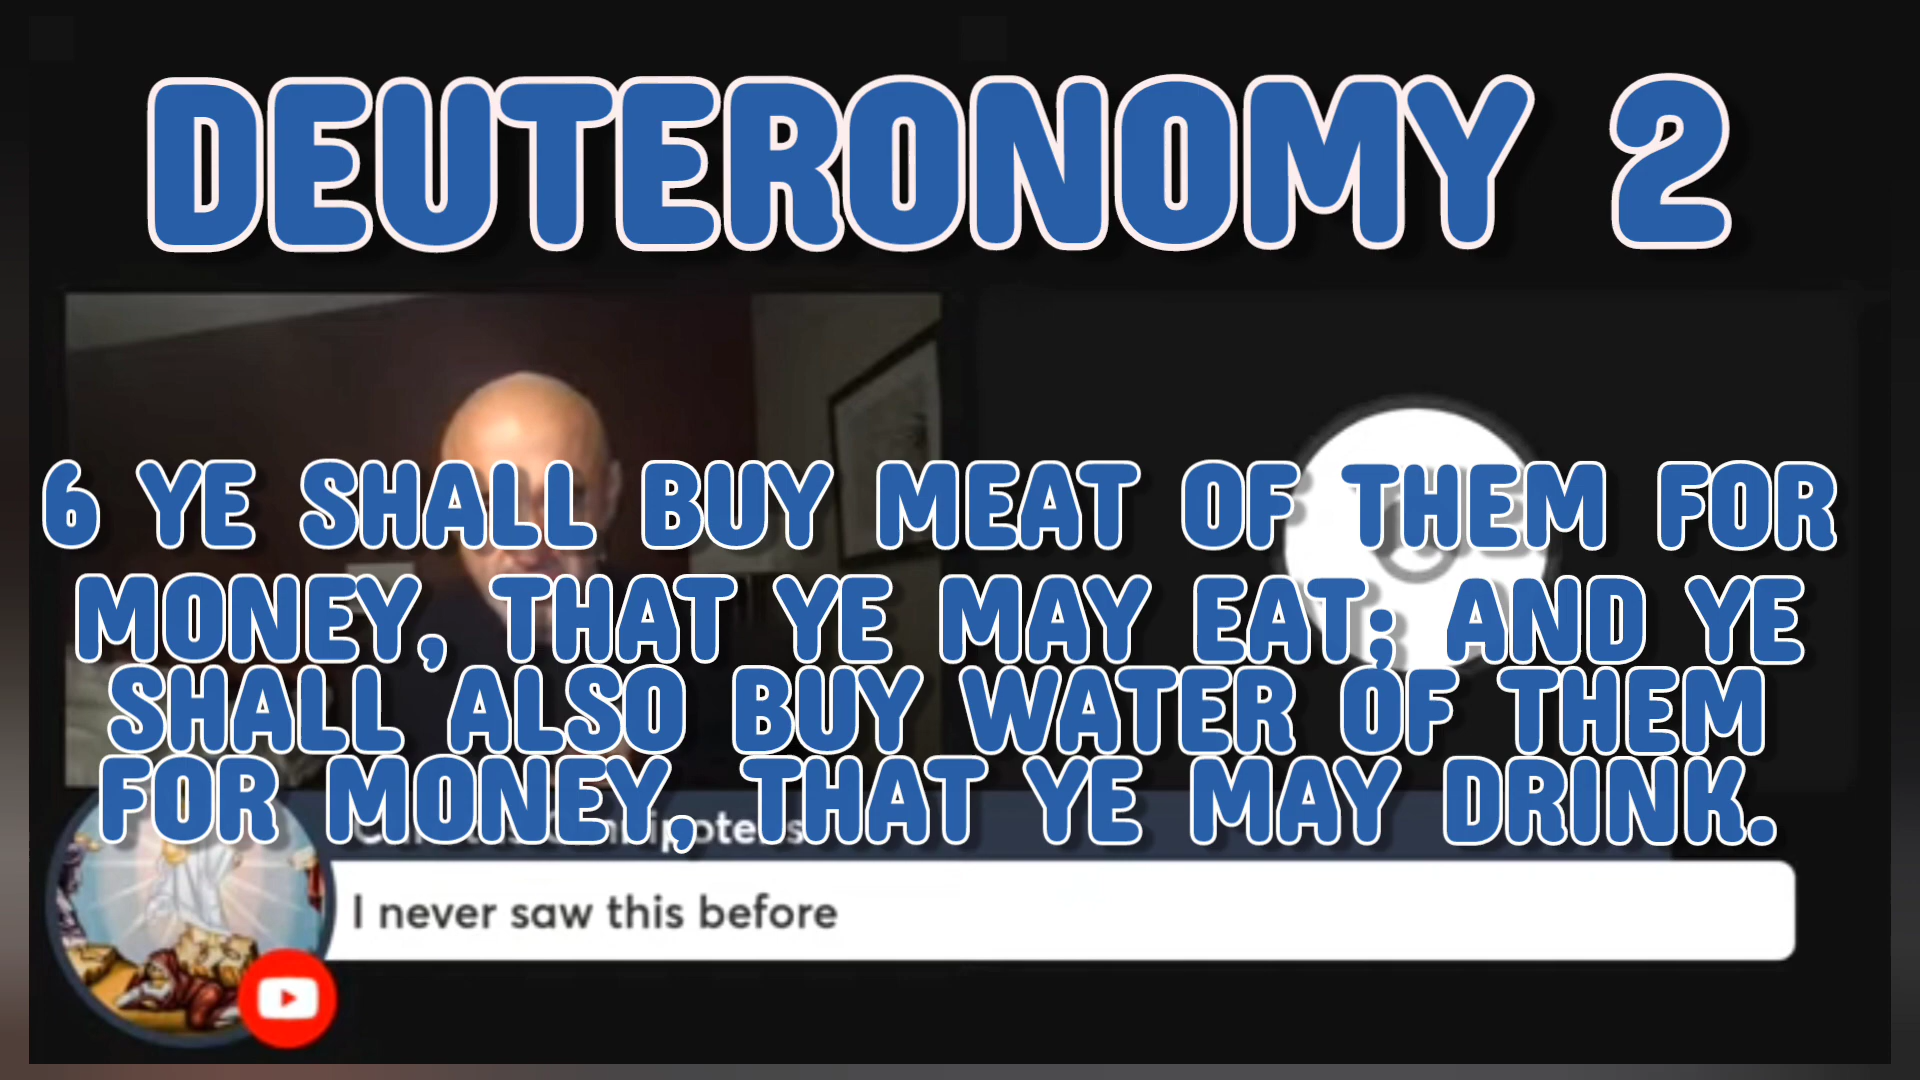 DEUTERONOMY 2
6 YE SHALL BUY MEAT OF THEM FOR
MONEY, THAT YE MAY EAT; AND YE
SHALL ALSO BUY WATER OF THEM
FOR MONEY, THAT YE MAY DRINK.
I never saw this before